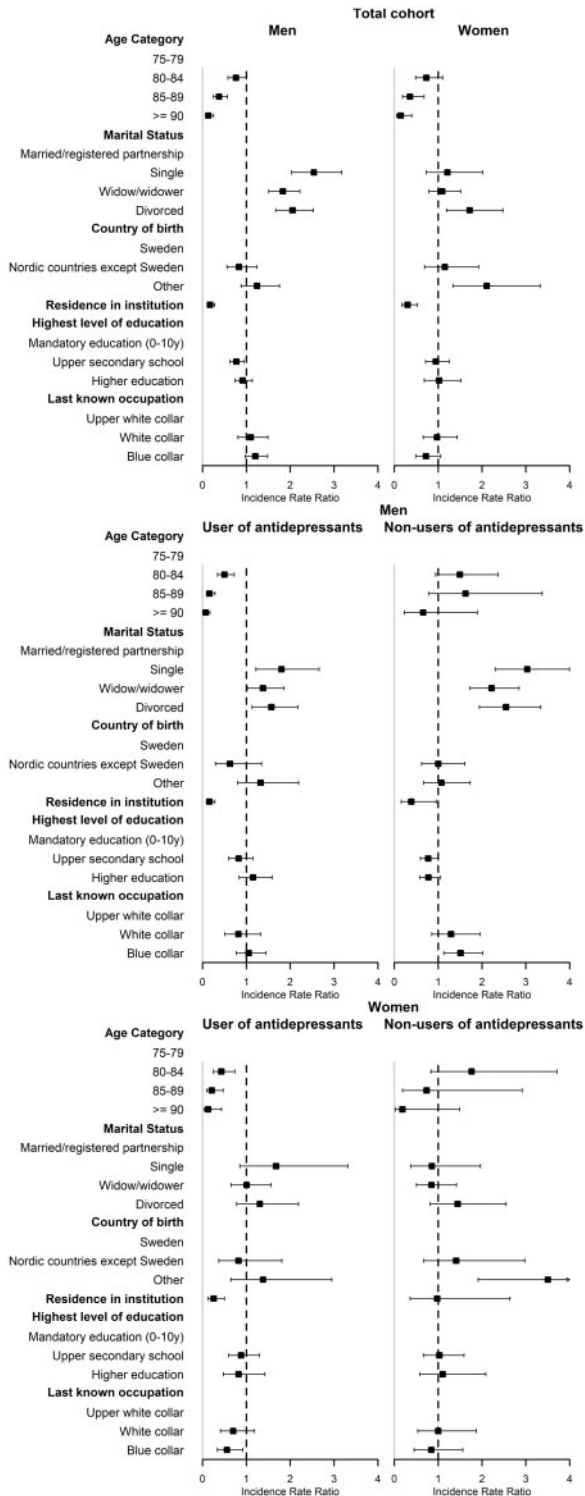 Total cohort
Men Women
Age Category
75-79
80-84
85-89
>= 90
Marital Status
Married/registered partnership
Single
Widow/widower
Divorced
Country of birth
Sweden
Nordic countries except Sweden
Other
Residence in institution
Highest level of education
Mandatory education (0-10y)
Upper secondary school
Higher education
Last known occupation
Upper white collar
White collar
Blue collar
0 1 2 3 4 0 1 2 3 4
Incidence Rate Ratio Incidence Rate Ratio
Men
User of antidepressants Non-users of antidepressants
Age Category
75-79
80-84
85-89
>= 90
Marital Status
Married/registered partnership
Single
Widow/widower
Divorced
Country of birth
Sweden
Nordic countries except Sweden
Other
Residence in institution
Highest level of education
Mandatory education (0-10y)
Upper secondary school
Higher education
Last known occupation
Upper white collar
White collar
Blue collar
0 1 2 3 4 0 1 2 3 4
Incidence Rate Ratio Incidence Rate Ratio
Women
User of antidepressants Non-users of antidepressants
Age Category
75-79
80-84
85-89
>= 90
Marital Status
Married/registered partnership
Single
Widow/widower
Divorced
Country of birth
Sweden
Nordic countries except Sweden
Other
Residence in institution
Highest level of education
Mandatory education (0-10y)
Upper secondary school
Higher education
Last known occupation
Upper white collar
White collar
Blue collar
0 1 2 3 4 0 1 2 3 4
Incidence Rate Ratio Incidence Rate Ratio